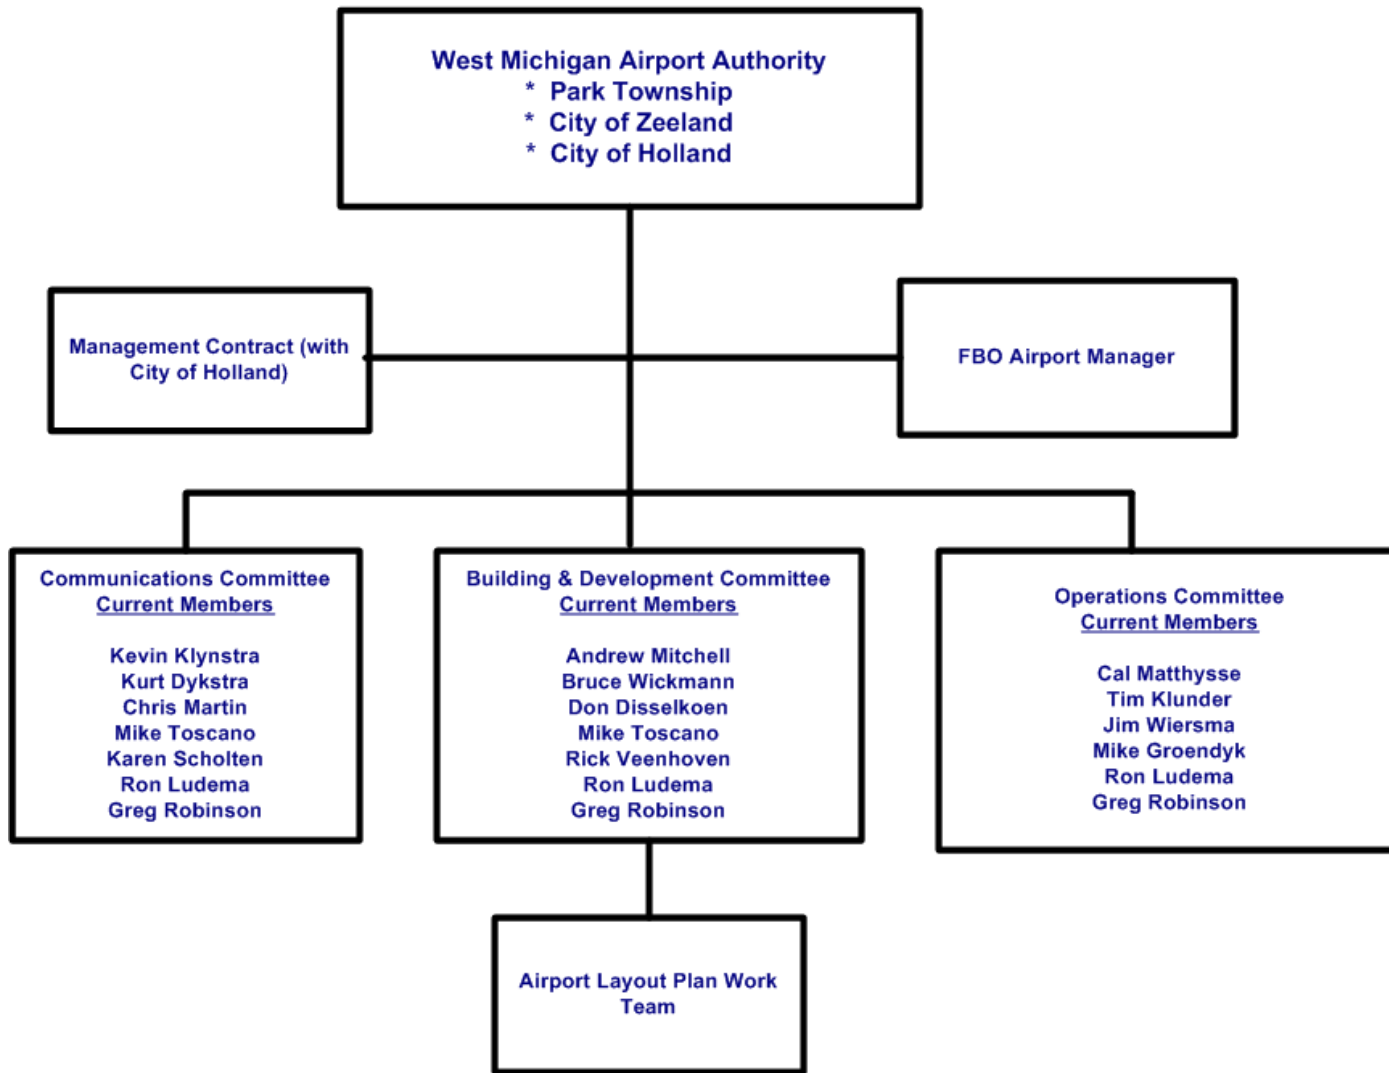 West Michigan Airport Authority
* Park Township
* City of Zeeland
* City of Holland
Management Contract (with
City of Holland)
FBO Airport Manager
Communications Committee
Current Members
Kevin Klynstra
Kurt Dykstra
Chris Martin
Mike Toscano
Karen Scholten
Ron Ludema
Greg Robinson
Building & Development Committee
Current Members
Andrew Mitchell
Bruce Wickmann
Don Disselkoen
Mike Toscano
Rick Veenhoven
Ron Ludema
Greg Robinson
Operations Committee
Current Members
Cal Matthysse
Tim Klunder
Jim Wiersma
Mike Groendyk
Ron Ludema
Greg Robinson
Airport Layout Plan Work
Team